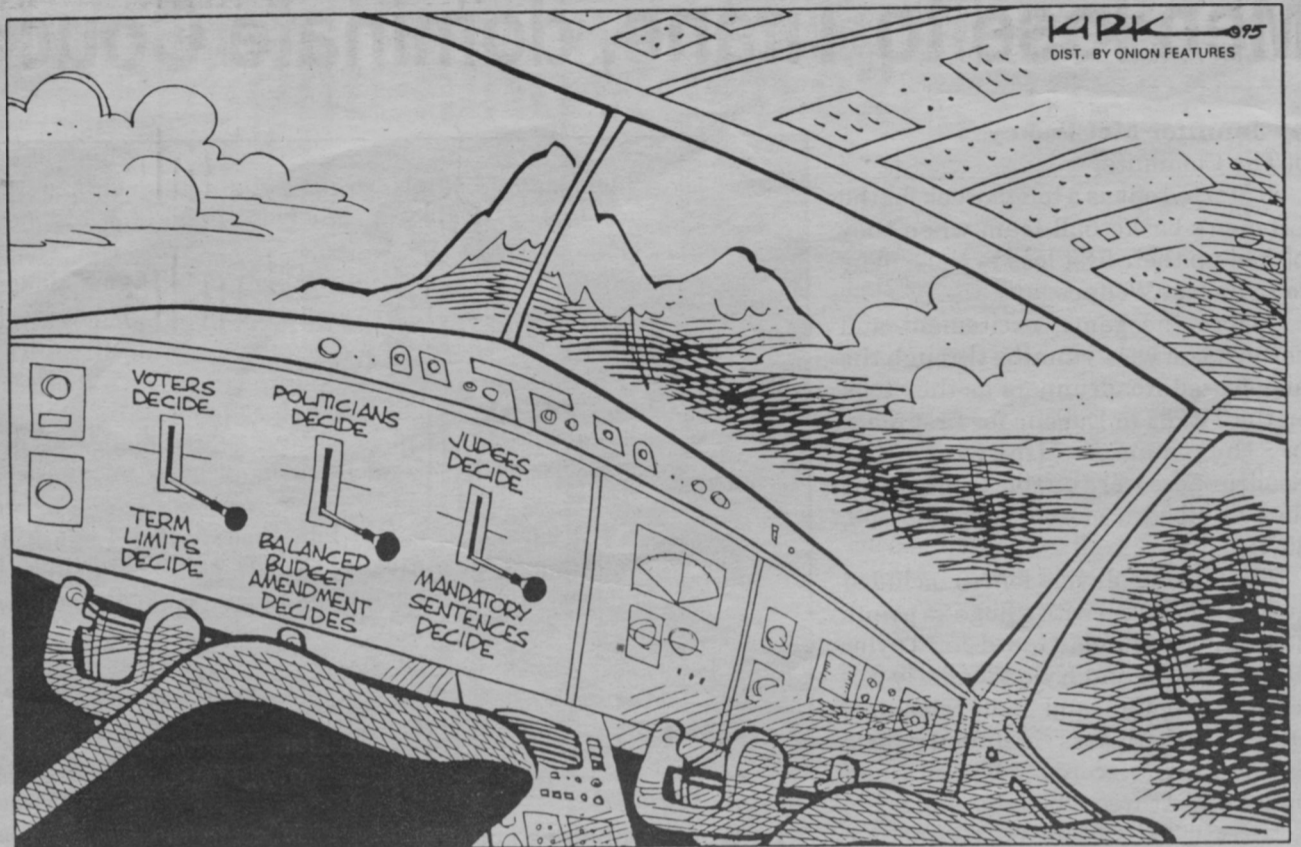 KIRK ©95
DIST. BY ONION FEATURES
VOTERS
DECIDE
TERM
LIMITS
DECIDE
POLITICIANS
DECIDE
BALANCED
BUDGET
AMENDMENT
DECIDES
JUDGES
DECIDE
MANDATORY
SENTENCES
DECIDE